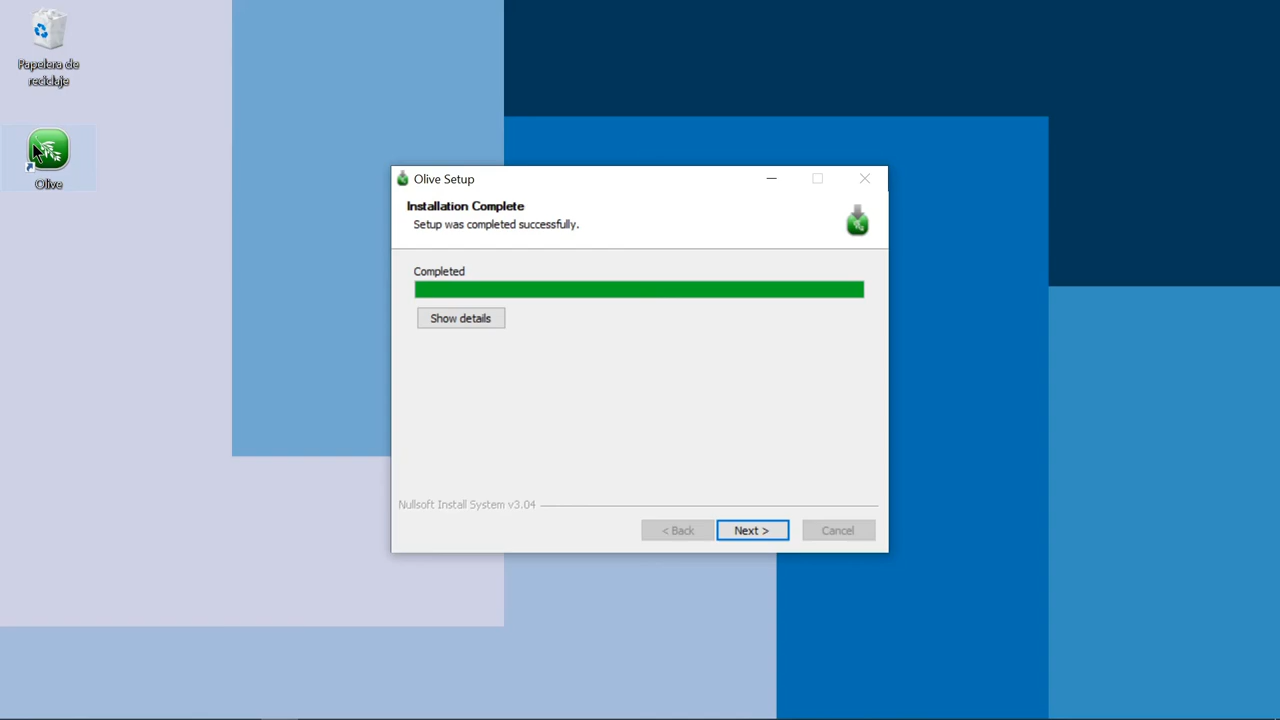 Papelera de
reciclaje
Olive
Olive Setup
Installation Complete
Setup was completed successfully.
Completed
Show details
Nullsoft Install System v3.04
< Back
Next >
Cancel